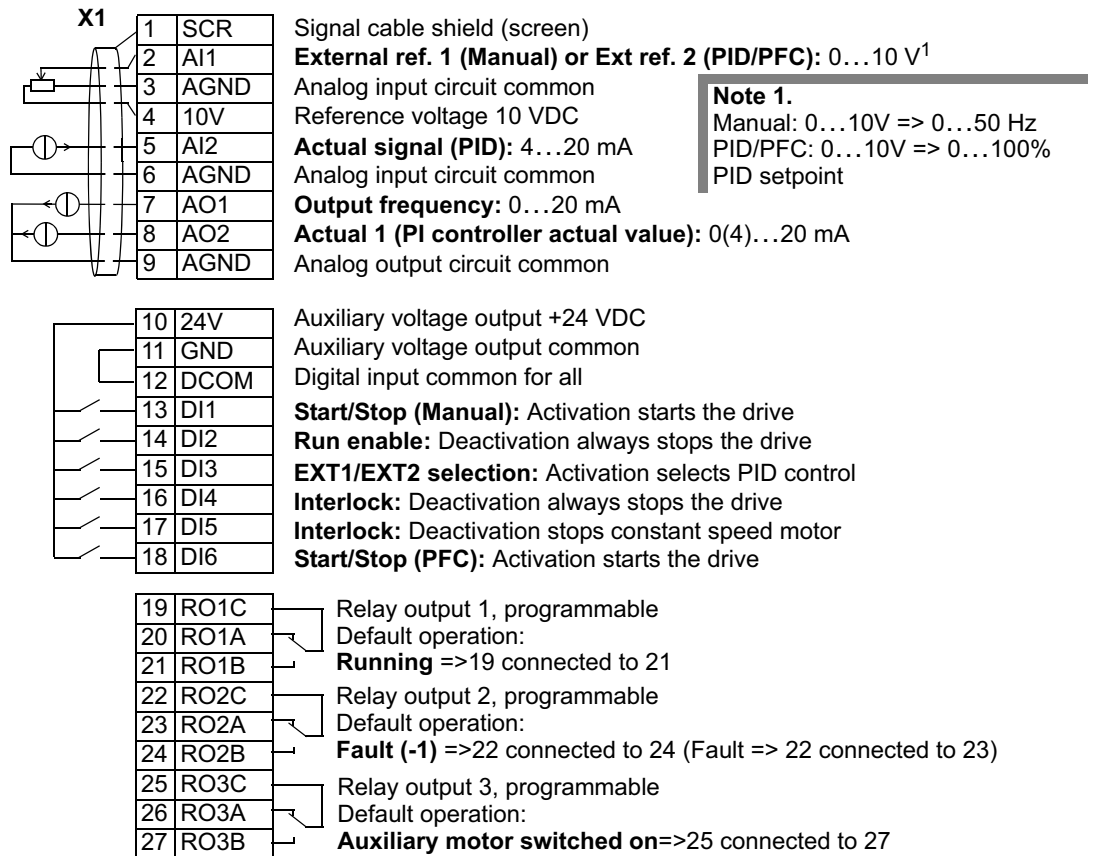 X1
1 SCR Signal cable shield (screen)
2 AI1 External ref. 1 (Manual) or Ext ref. 2 (PID/PFC): 0…10 V1
3 AGND Analog input circuit common
4 10V Reference voltage 10 VDC
5 AI2 Actual signal (PID): 4…20 mA
6 AGND Analog input circuit common
7 AO1 Output frequency: 0…20 mA
8 AO2 Actual 1 (PI controller actual value): 0(4)…20 mA
9 AGND Analog output circuit common
Note 1.
Manual: 0…10V => 0…50 Hz
PID/PFC: 0…10V => 0…100%
PID setpoint
10 24V Auxiliary voltage output +24 VDC
11 GND Auxiliary voltage output common
12 DCOM Digital input common for all
13 DI1 Start/Stop (Manual): Activation starts the drive
14 DI2 Run enable: Deactivation always stops the drive
15 DI3 EXT1/EXT2 selection: Activation selects PID control
16 DI4 Interlock: Deactivation always stops the drive
17 DI5 Interlock: Deactivation stops constant speed motor
18 DI6 Start/Stop (PFC): Activation starts the drive
19 RO1C Relay output 1, programmable
20 RO1A Default operation:
21 RO1B Running =>19 connected to 21
22 RO2C Relay output 2, programmable
23 RO2A Default operation:
24 RO2B Fault (-1) =>22 connected to 24 (Fault => 22 connected to 23)
25 RO3C Relay output 3, programmable
26 RO3A Default operation:
27 RO3B Auxiliary motor switched on=>25 connected to 27